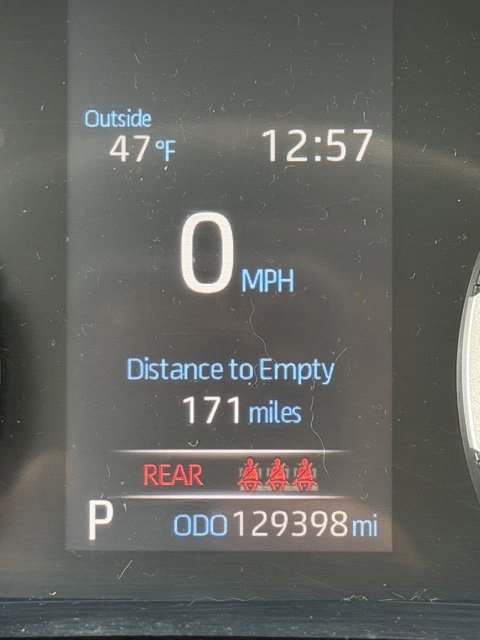 Outside
47°F 12:57
0 MPH
Distance to Empty
171 miles
REAR
P ODO 129398 mi